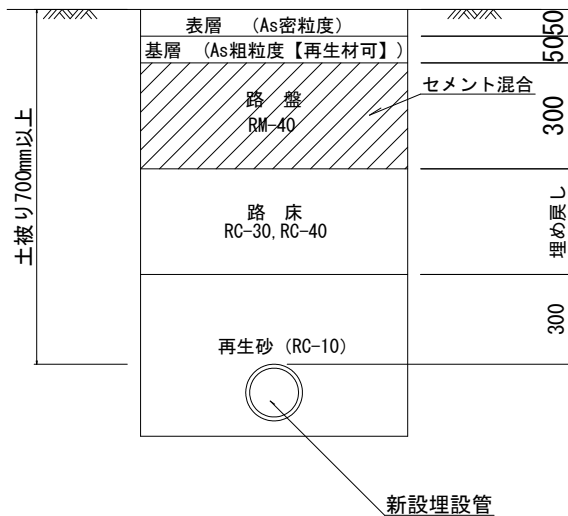 表層 (As密粒度)
50
基層 (As粗粒度【再生材可】)
50
セメント混合
路 盤
RM-40
300
土被り700mm以上
路 床
RC-30,RC-40
埋め戻し
300
再生砂 (RC-10)
新設埋設管